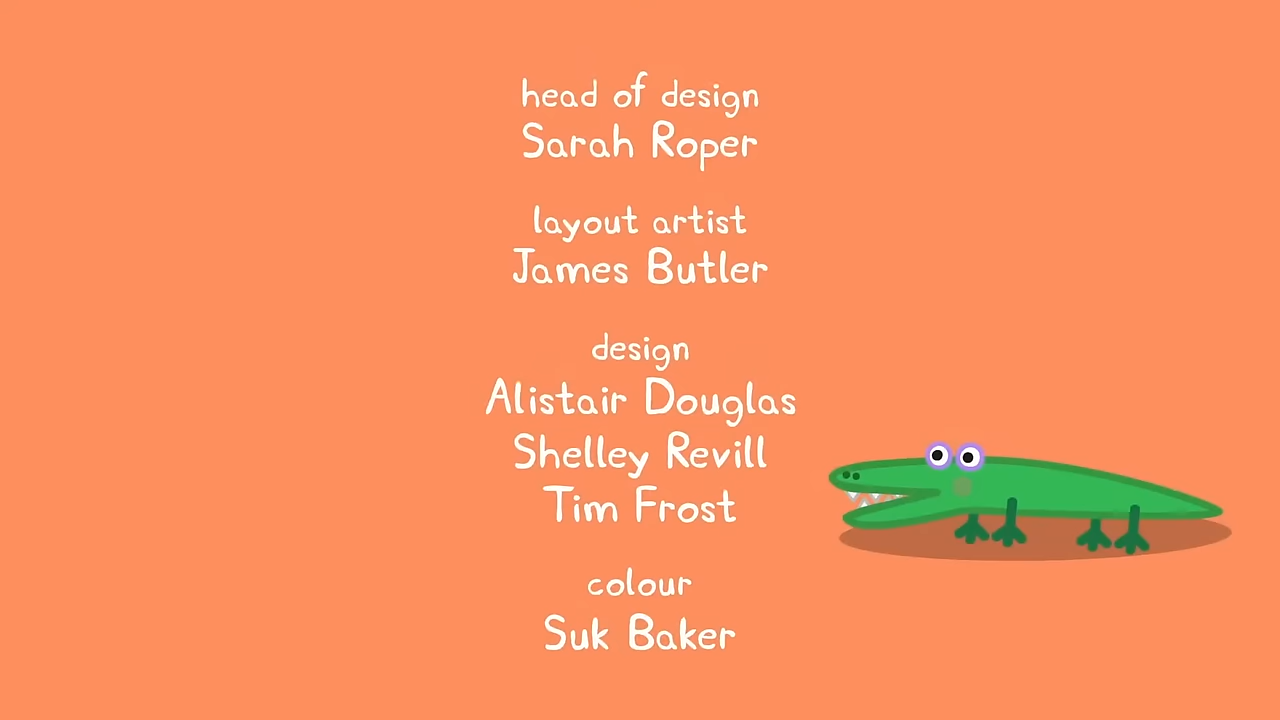 head of design
Sarah Roper
layout artist
James Butler
design
Alistair Douglas
Shelley Revill
Tim Frost
colour
Suk Baker